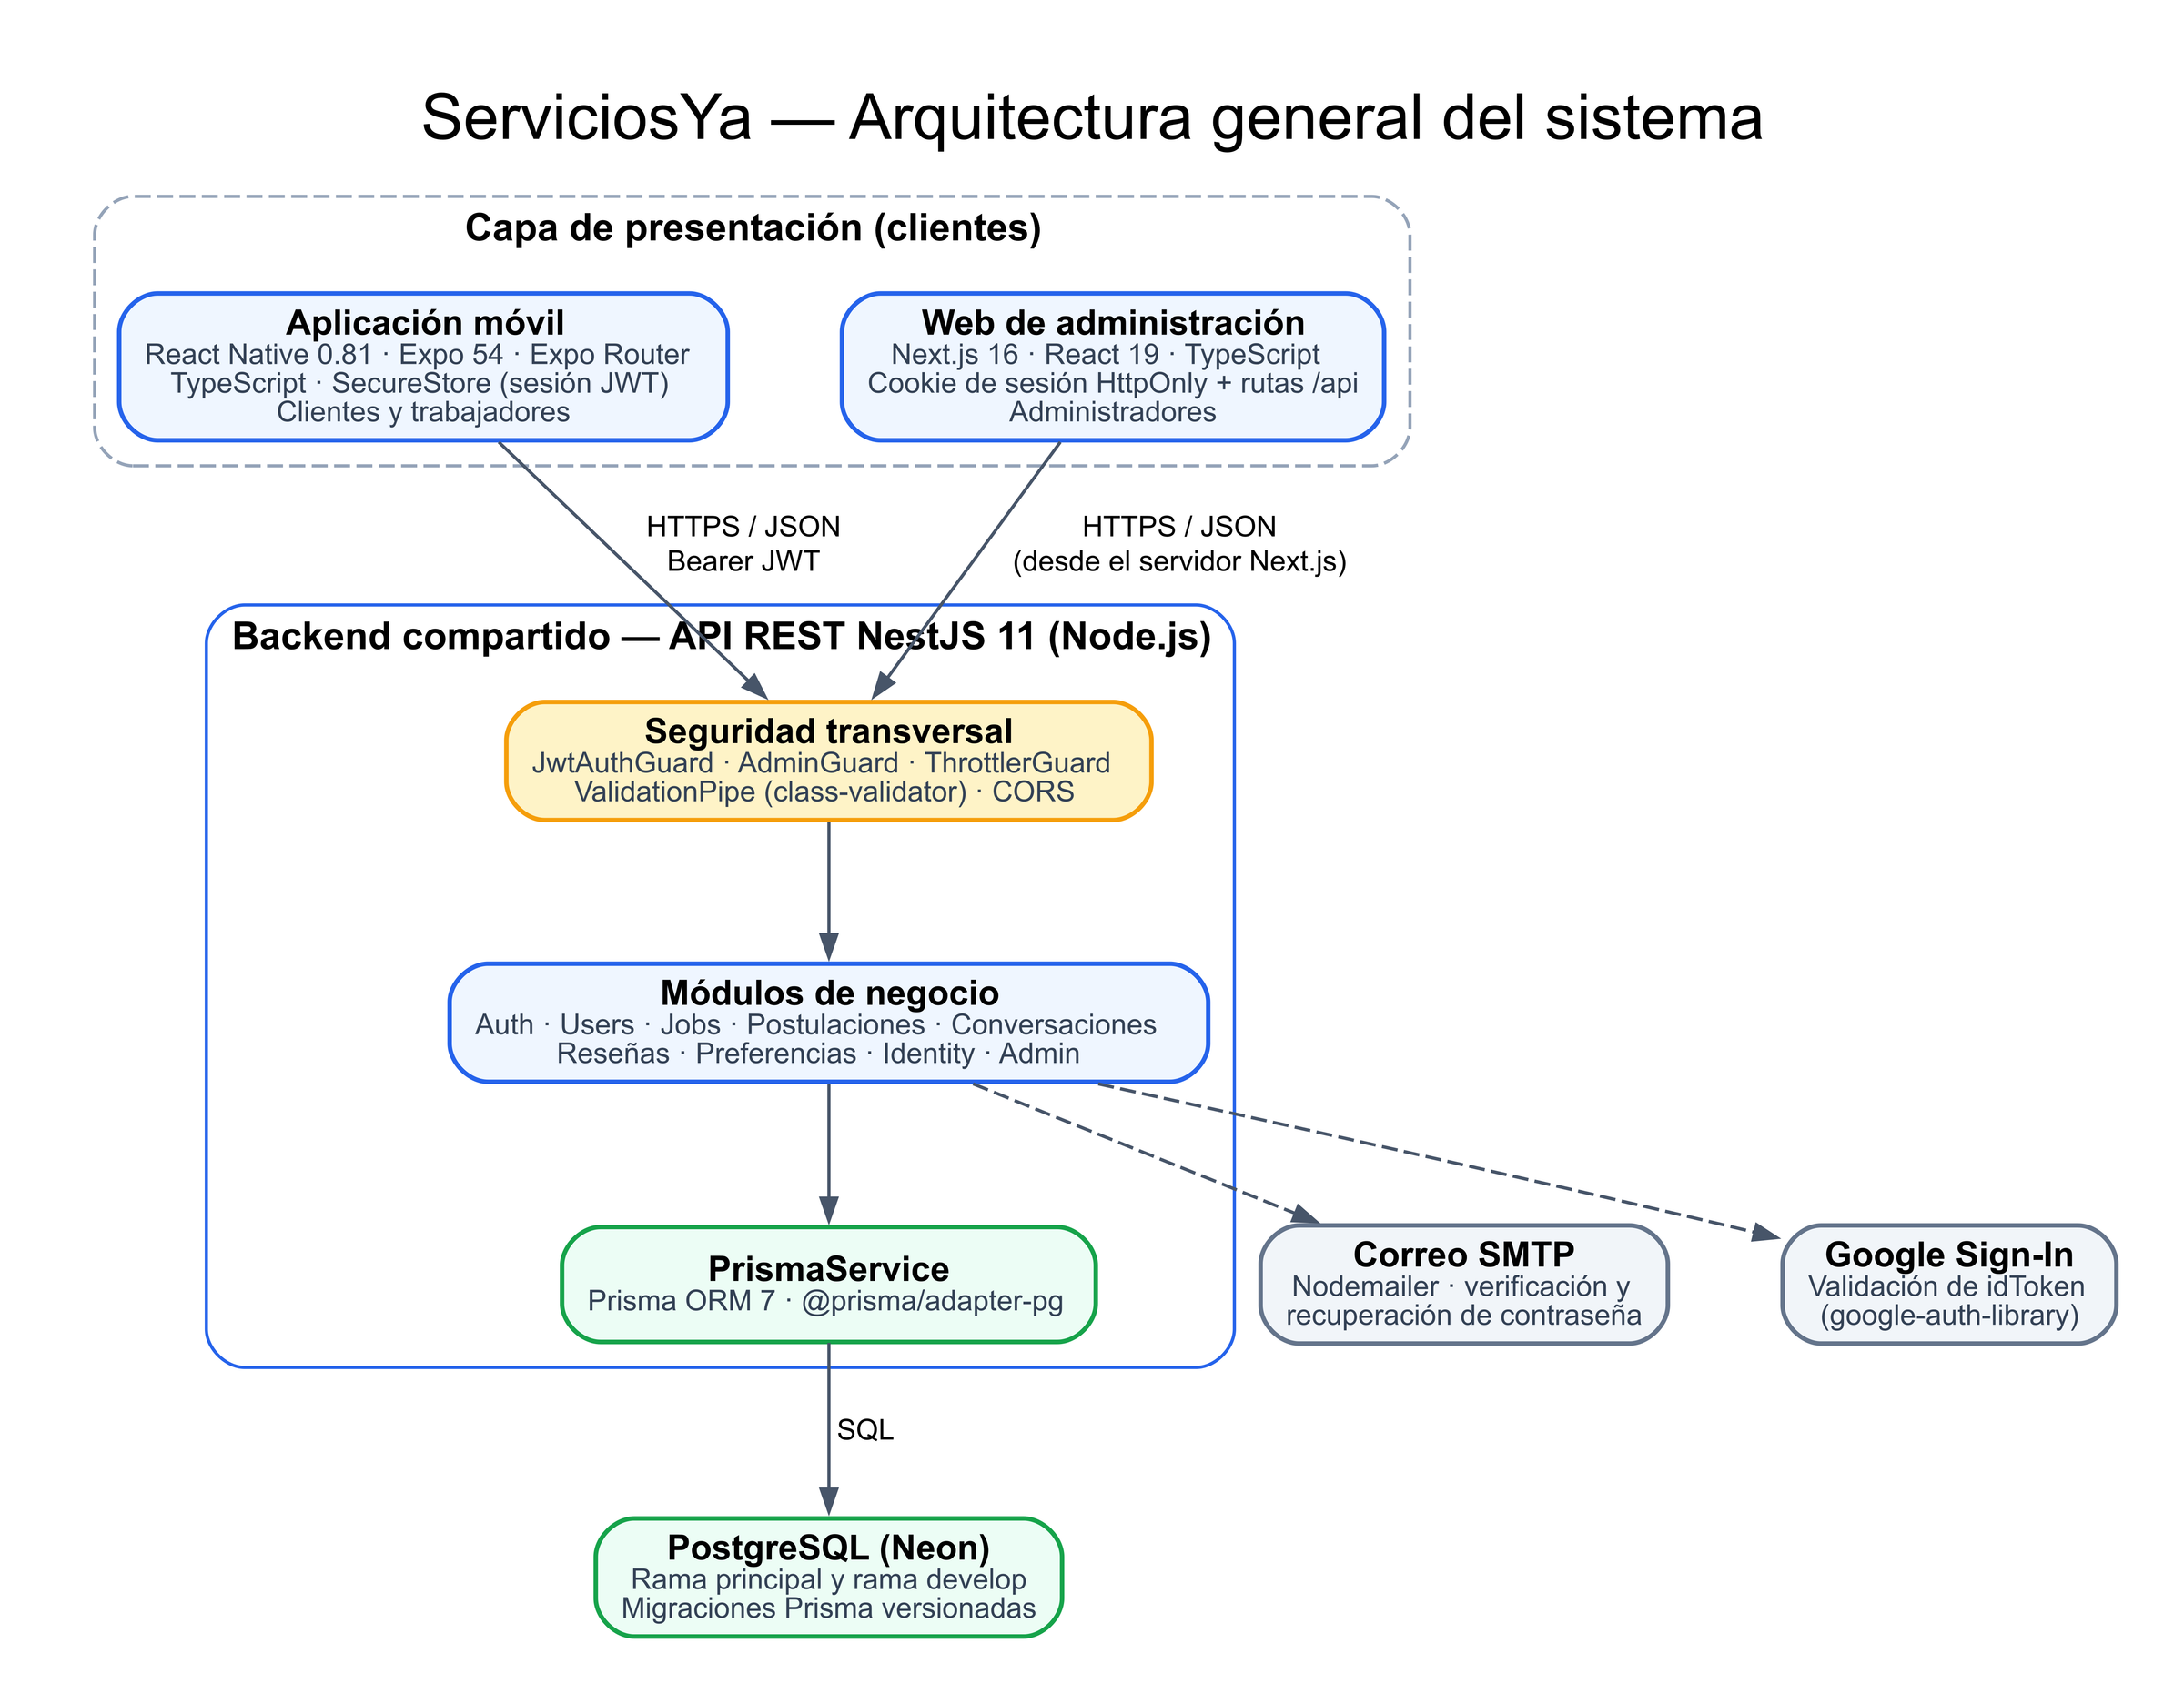 ServiciosYa — Arquitectura general del sistema
Capa de presentación (clientes)
Aplicación móvil
React Native 0.81 · Expo 54 · Expo Router
TypeScript · SecureStore (sesión JWT)
Clientes y trabajadores
Web de administración
Next.js 16 · React 19 · TypeScript
Cookie de sesión HttpOnly + rutas /api
Administradores
HTTPS / JSON
Bearer JWT
HTTPS / JSON
(desde el servidor Next.js)
Backend compartido — API REST NestJS 11 (Node.js)
Seguridad transversal
JwtAuthGuard · AdminGuard · ThrottlerGuard
ValidationPipe (class-validator) · CORS
Módulos de negocio
Auth · Users · Jobs · Postulaciones · Conversaciones
Reseñas · Preferencias · Identity · Admin
PrismaService
Prisma ORM 7 · @prisma/adapter-pg
Correo SMTP
Nodemailer · verificación y
recuperación de contraseña
Google Sign-In
Validación de idToken
(google-auth-library)
SQL
PostgreSQL (Neon)
Rama principal y rama develop
Migraciones Prisma versionadas